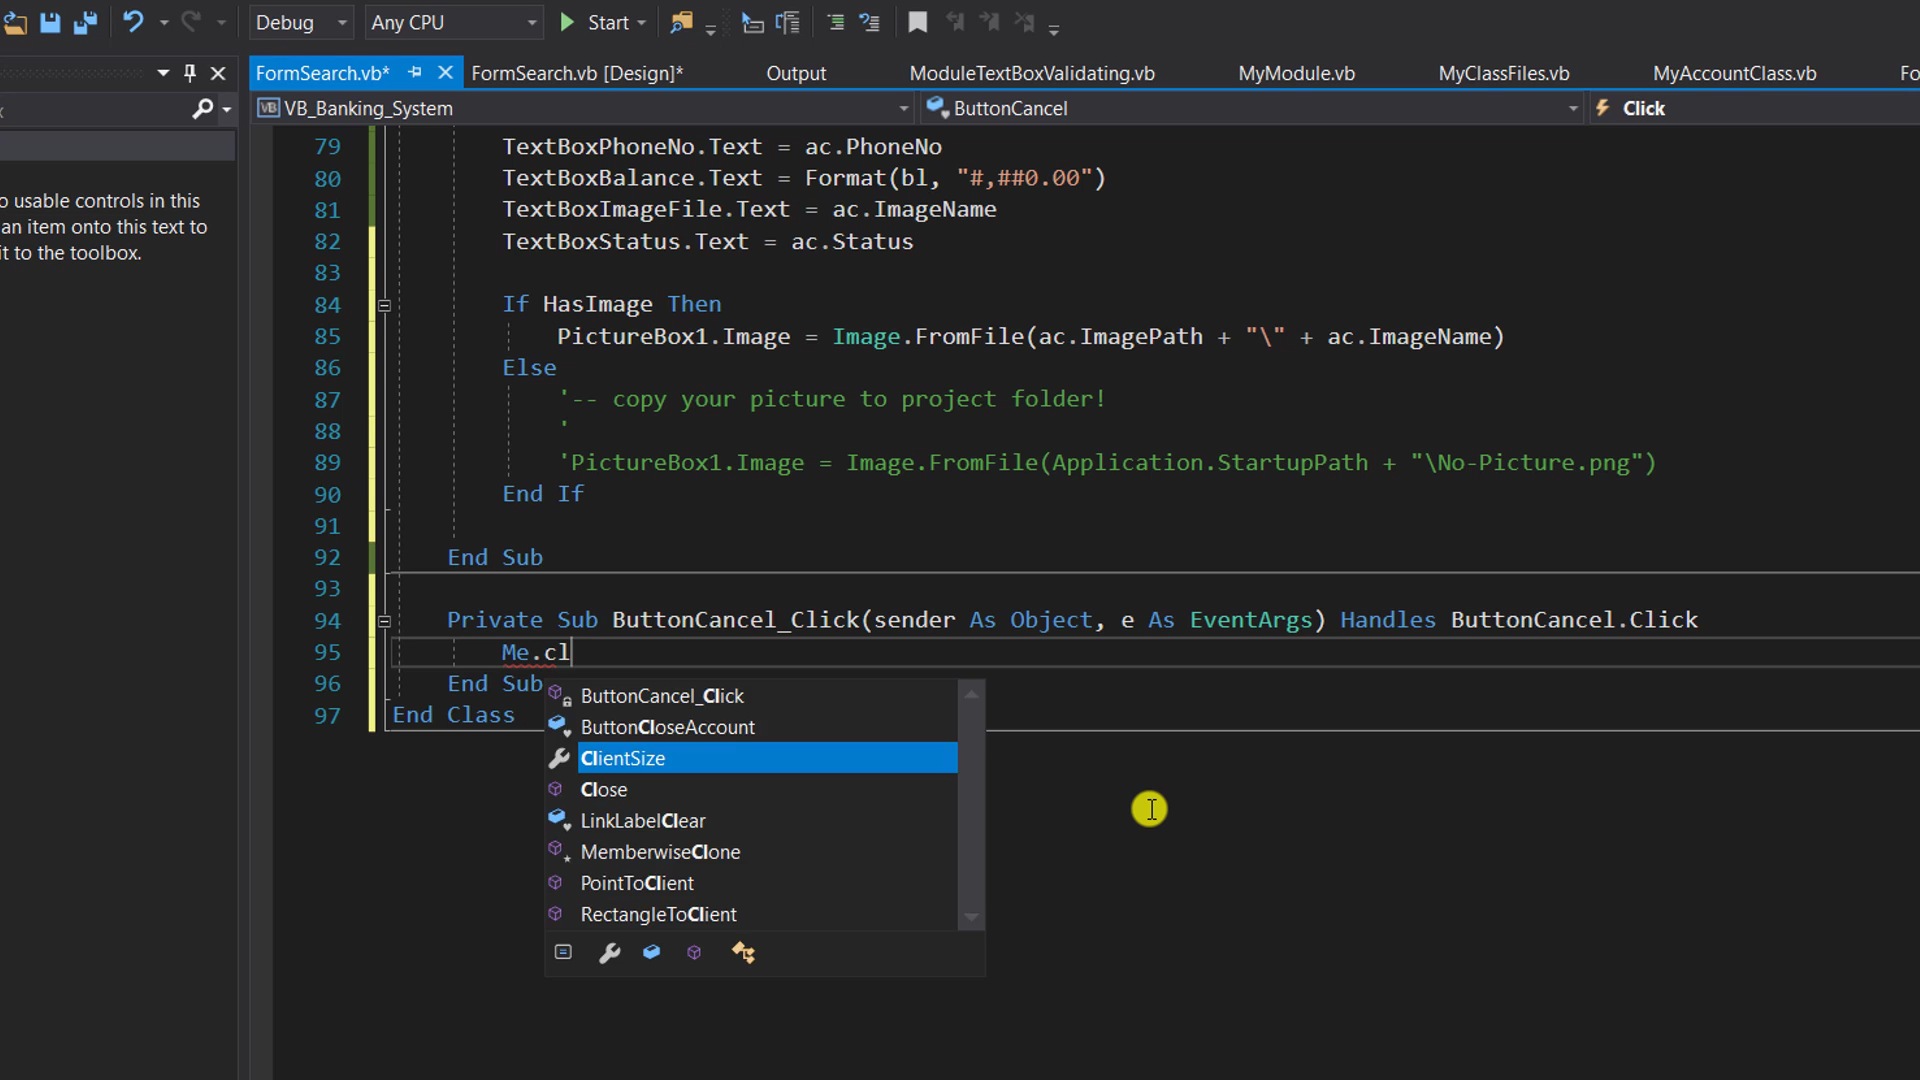 Debug Any CPU Start
FormSearch.vb* FormSearch.vb [Design]* Output ModuleTextBoxValidating.vb MyModule.vb MyClassFiles.vb MyAccountClass.vb Fo
VB VB_Banking_System ButtonCancel Click
o usable controls in this
an item onto this text to
it to the toolbox.
79 TextBoxPhoneNo.Text = ac.PhoneNo
80 TextBoxBalance.Text = Format(bl, "#,##0.00")
81 TextBoxImageFile.Text = ac.ImageName
82 TextBoxStatus.Text = ac.Status
83
84 If HasImage Then
85 PictureBox1.Image = Image.FromFile(ac.ImagePath + "\" + ac.ImageName)
86 Else
87 '-- copy your picture to project folder!
88 '
89 'PictureBox1.Image = Image.FromFile(Application.StartupPath + "\No-Picture.png")
90 End If
91
92 End Sub
93
94 Private Sub ButtonCancel_Click(sender As Object, e As EventArgs) Handles ButtonCancel.Click
95 Me.cl
96 End Sub
97 End Class
ButtonCancel_Click
ButtonCloseAccount
ClientSize
Close
LinkLabelClear
MemberwiseClone
PointToClient
RectangleToClient